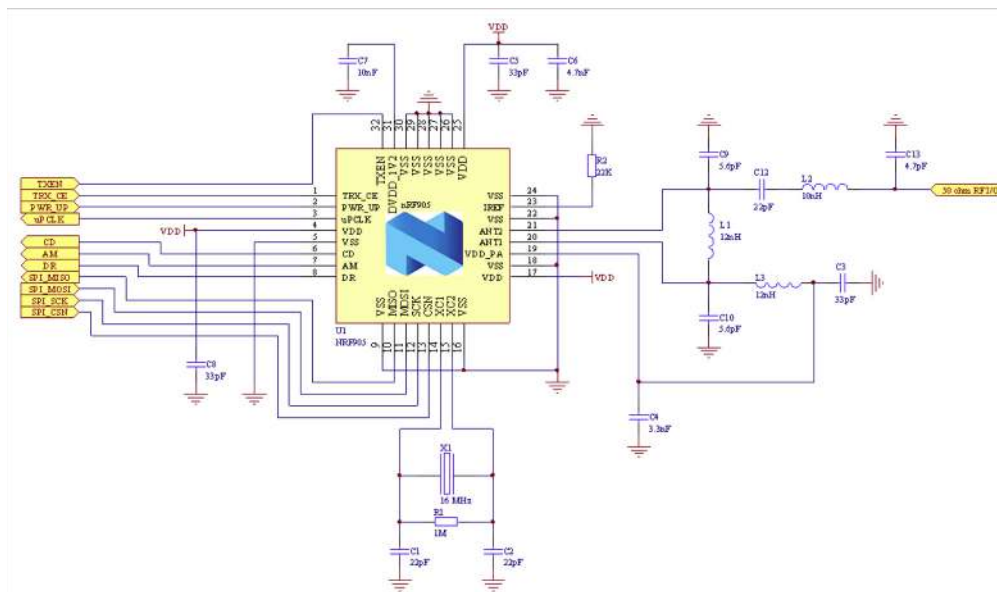 VDD
C7
10nF
C5
33pF
C6
4.7nF
32
31
30
29
28
27
26
25
TXEN
DVDD_1V2
VSS
VSS
VSS
VSS
VSS
VDD
R2
22K
C9
5.6pF
C13
4.7pF
C12
22pF
L2
10nH
50 ohm RF I/O
TXEN
TRX_CE
PWR_UP
uPCLK
CD
AM
DR
SPI_MISO
SPI_MOSI
SPI_SCK
SPI_CSN
VDD
1
2
3
4
5
6
7
8
TRX_CE
PWR_UP
uPCLK
VDD
VSS
CD
AM
DR
nRF905
VSS
IREF
VSS
ANT2
ANT1
VDD_PA
VSS
VDD
24
23
22
21
20
19
18
17
VDD
L1
12nH
L3
12nH
C3
33pF
C10
5.6pF
VSS
MISO
MOSI
SCK
CSN
XC1
XC2
VSS
U1
NRF905
9
10
11
12
13
14
15
16
C8
33pF
C4
3.3nF
X1
16 MHz
R1
1M
C1
22pF
C2
22pF